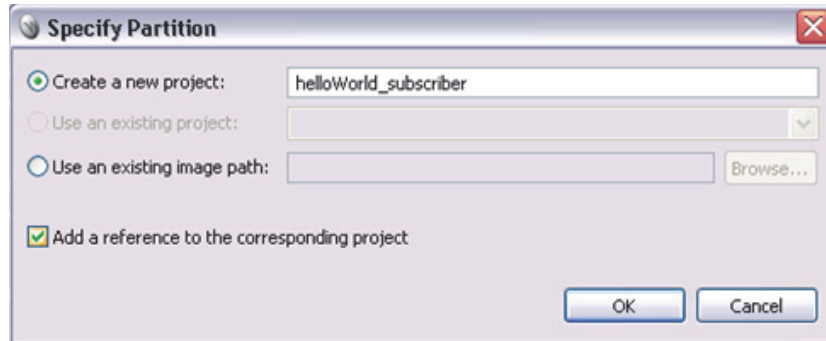 Specify Partition
Create a new project: helloWorld_subscriber
Use an existing project:
Use an existing image path: Browse...
Add a reference to the corresponding project
OK Cancel